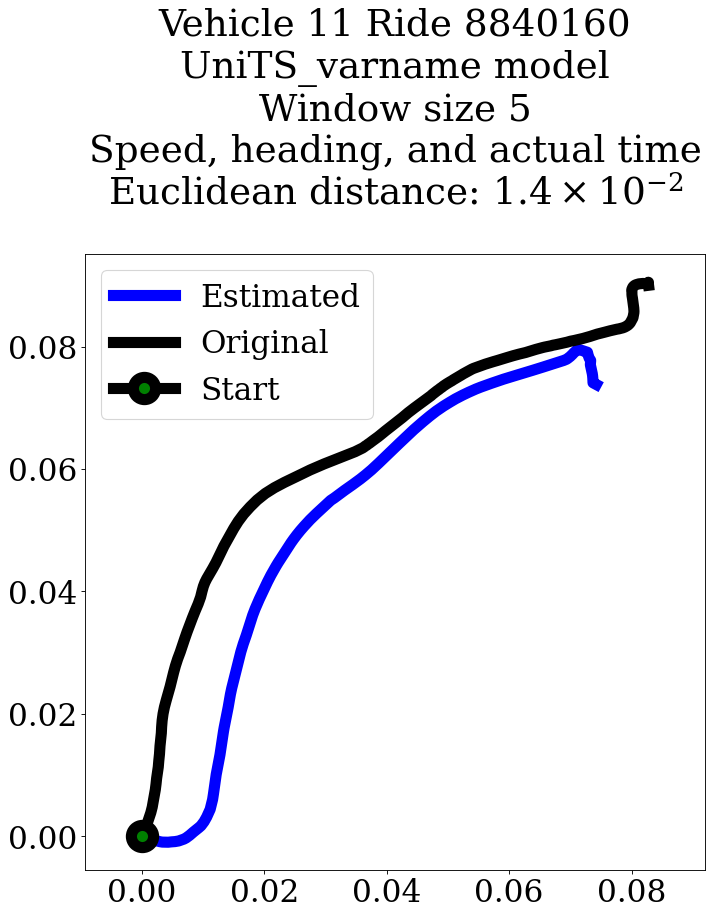 Vehicle 11 Ride 8840160
UniTS_varname model
Window size 5
Speed, heading, and actual time
Euclidean distance: 1.4 × 10⁻²
Estimated
Original
Start
0.08
0.06
0.04
0.02
0.00
0.00 0.02 0.04 0.06 0.08